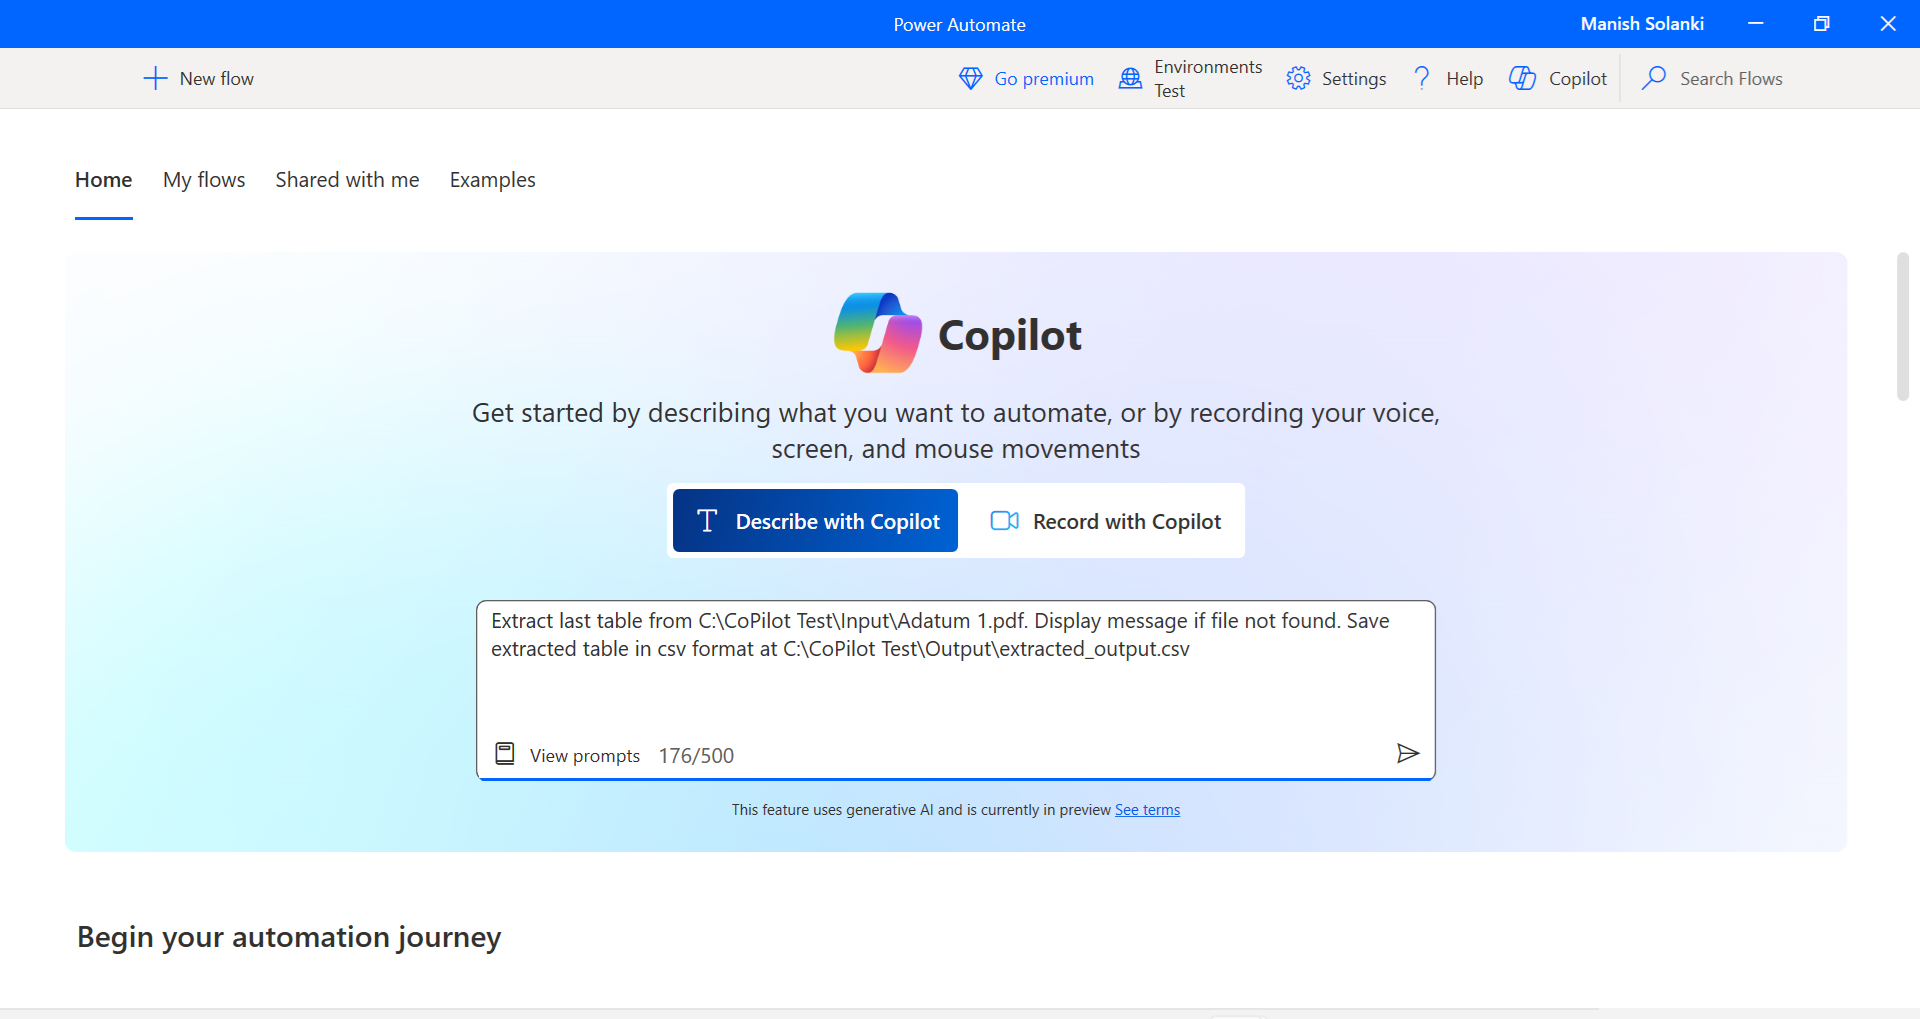 Power Automate
Manish Solanki
New flow
Go premium
Environments
Test
Settings
Help
Copilot
Search Flows
Home
My flows
Shared with me
Examples
Copilot
Get started by describing what you want to automate, or by recording your voice,
screen, and mouse movements
Describe with Copilot
Record with Copilot
Extract last table from C:\CoPilot Test\Input\Adatum 1.pdf. Display message if file not found. Save
extracted table in csv format at C:\CoPilot Test\Output\extracted_output.csv
View prompts
176/500
This feature uses generative AI and is currently in preview See terms
Begin your automation journey